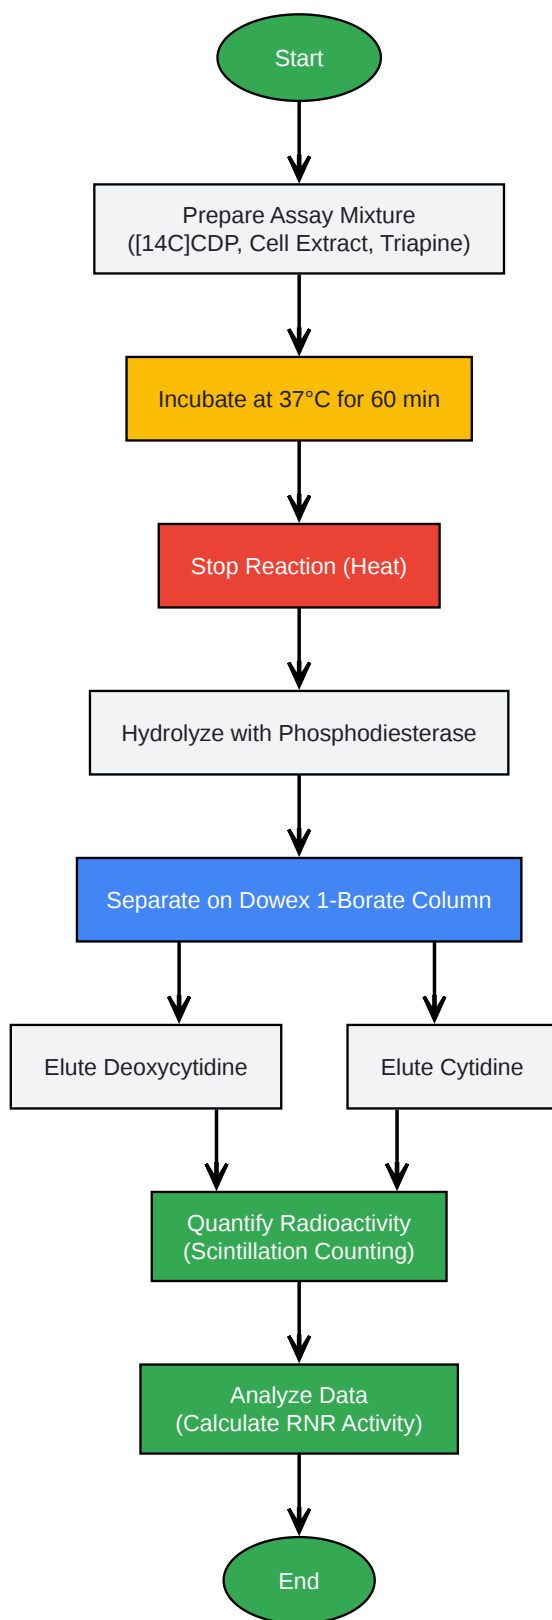 Start
Prepare Assay Mixture
([14C]CDP, Cell Extract, Triapine)
Incubate at 37°C for 60 min
Stop Reaction (Heat)
Hydrolyze with Phosphodiesterase
Separate on Dowex 1-Borate Column
Elute Deoxycytidine
Elute Cytidine
Quantify Radioactivity
(Scintillation Counting)
Analyze Data
(Calculate RNR Activity)
End